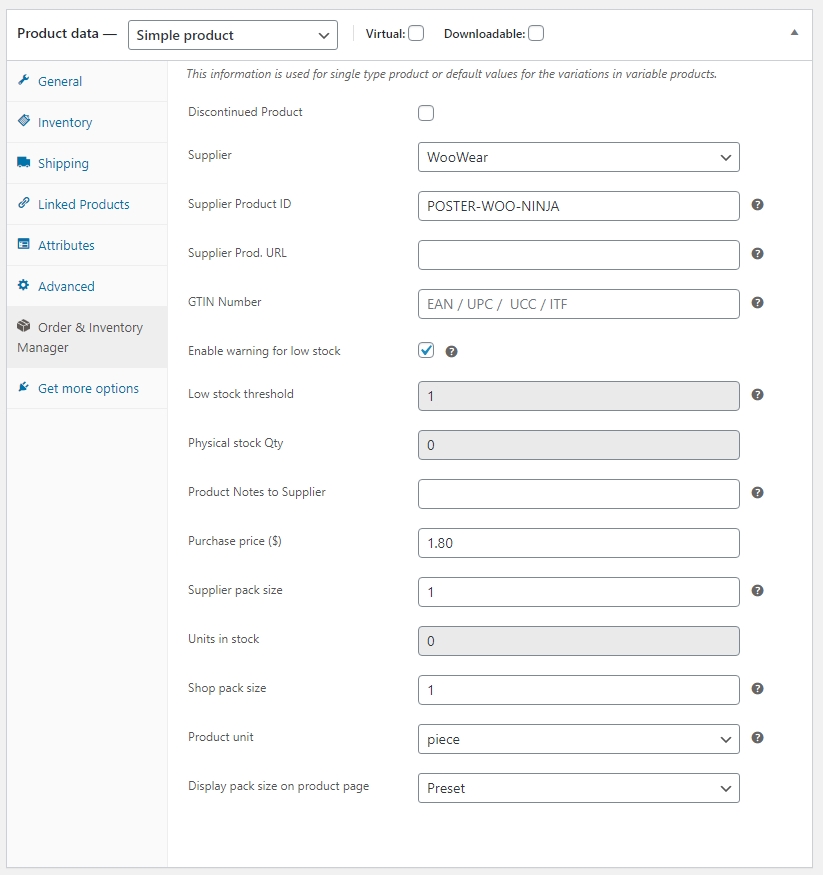 Product data — Simple product Virtual: Downloadable:
General
Inventory
Shipping
Linked Products
Attributes
Advanced
Order & Inventory
Manager
Get more options
This information is used for single type product or default values for the variations in variable products.
Discontinued Product
Supplier WooWear
Supplier Product ID POSTER-WOO-NINJA
Supplier Prod. URL
GTIN Number EAN / UPC / UCC / ITF
Enable warning for low stock
Low stock threshold 1
Physical stock Qty 0
Product Notes to Supplier
Purchase price ($) 1.80
Supplier pack size 1
Units in stock 0
Shop pack size 1
Product unit piece
Display pack size on product page Preset